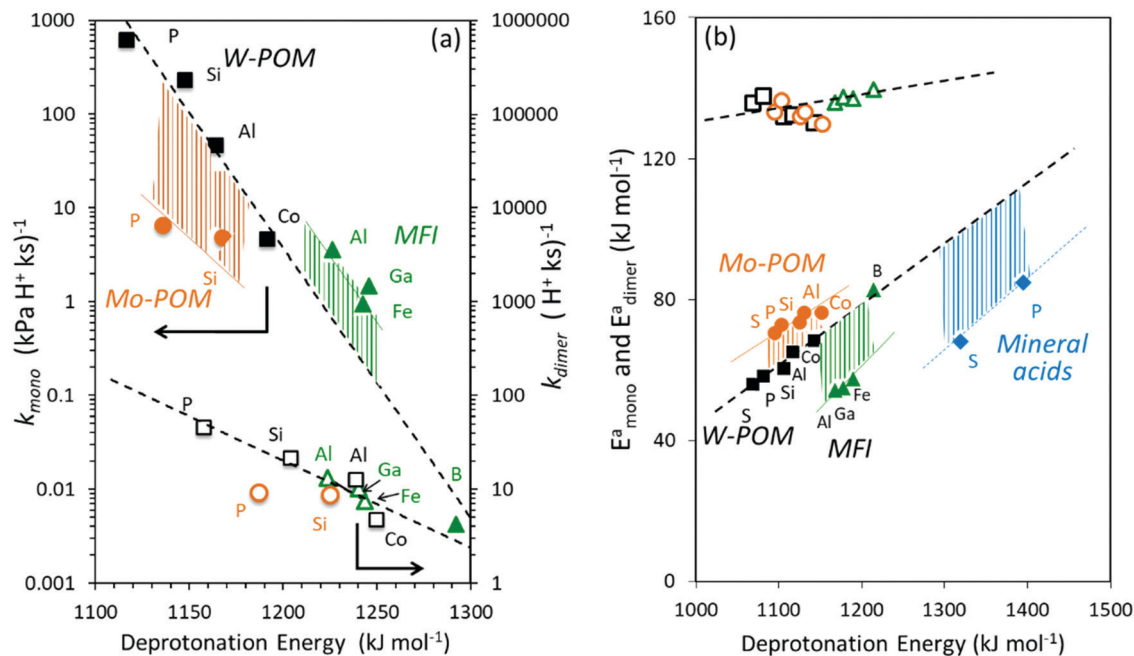 (a)
k_mono (kPa H⁺ ks)⁻¹
1000
100
10
1
0.1
0.01
0.001
1000000
100000
10000
1000
100
10
1
k_dimer (H⁺ ks)⁻¹
P
W-POM
Si
Al
Co
P
Si
Mo-POM
Al
MFI
Ga
Fe
P
Si
Al
Al
Ga
Fe
B
P
Si
Co
1100
1150
1200
1250
1300
Deprotonation Energy (kJ mol⁻¹)
(b)
Eᵃ_mono and Eᵃ_dimer (kJ mol⁻¹)
160
120
80
40
0
Mo-POM
S
P
Si
Al
Co
B
S
P
Si
Al
Co
W-POM
Al
Ga
Fe
MFI
P
S
Mineral
acids
1000
1100
1200
1300
1400
1500
Deprotonation Energy (kJ mol⁻¹)